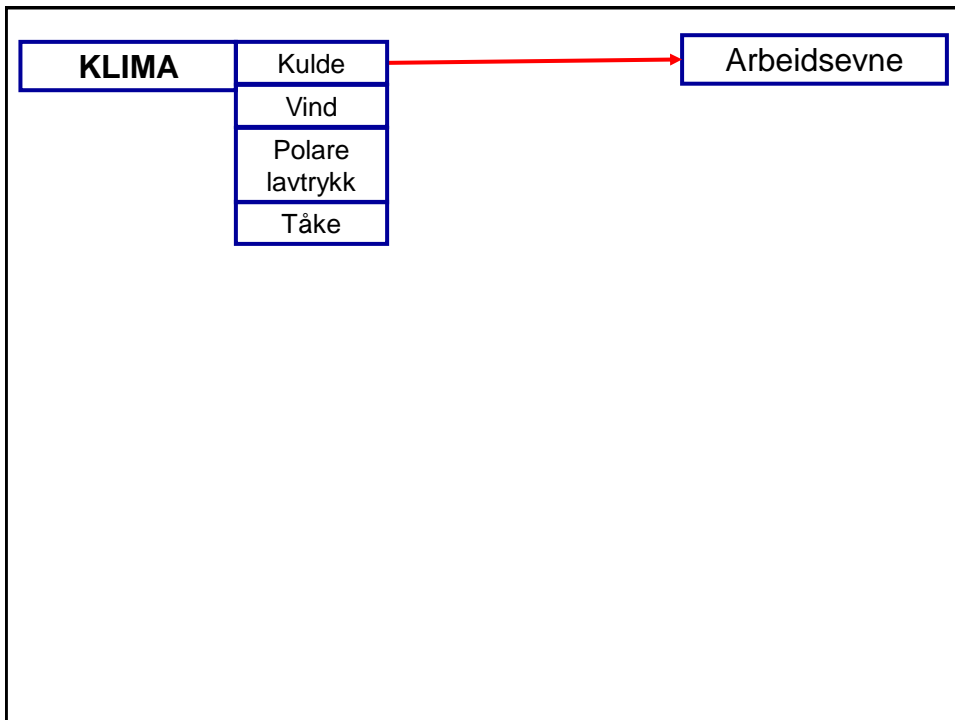 KLIMA
Kulde
Arbeidsevne
Vind
Polare
lavtrykk
Tåke